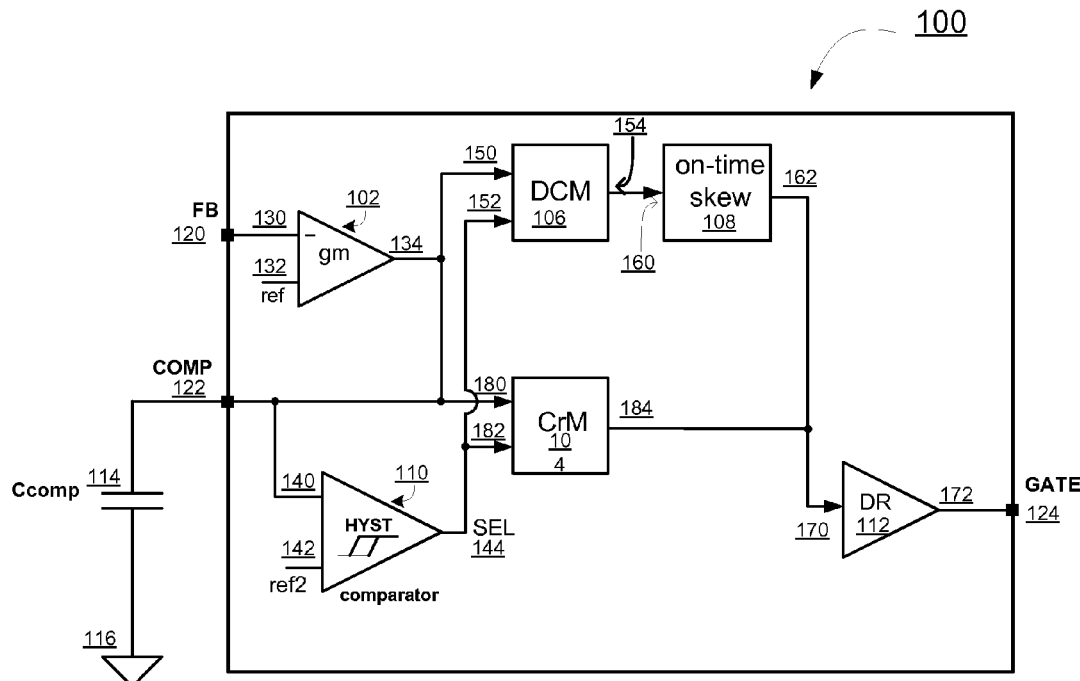 100
154
150
on-time
162
DCM
skew
152
106
108
160
FB
120
130
102
–
gm
134
132
ref
COMP
122
180
184
CrM
182
10
4
114
Ccomp
140
110
HYST
SEL
144
142
ref2
comparator
DR
112
170
172
GATE
124
116